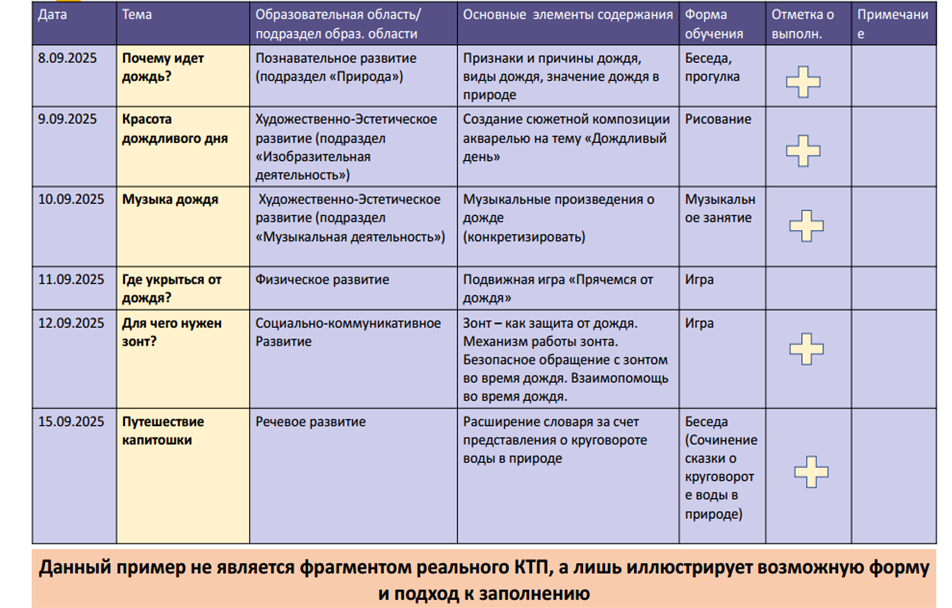 Дата Тема Образовательная область/ Основные элементы содержания Форма Отметка о Примечани
подраздел образ. области обучения выполн. е
8.09.2025 Почему идет Познавательное развитие Признаки и причины дождя, Беседа,
дождь? (подраздел «Природа») виды дождя, значение дождя в прогулка
природе
9.09.2025 Красота Художественно-Эстетическое Создание сюжетной композиции Рисование
дождливого дня развитие (подраздел акварелью на тему «Дождливый
«Изобразительная день»
деятельность»)
10.09.2025 Музыка дождя Художественно-Эстетическое Музыкальные произведения о Музыкальн
развитие (подраздел дожде ое занятие
«Музыкальная деятельность») (конкретизировать)
11.09.2025 Где укрыться от Физическое развитие Подвижная игра «Прячемся от Игра
дождя? дождя»
12.09.2025 Для чего нужен Социально-коммуникативное Зонт – как защита от дождя. Игра
зонт? Развитие Механизм работы зонта.
Безопасное обращение с зонтом
во время дождя. Взаимопомощь
во время дождя.
15.09.2025 Путешествие Речевое развитие Расширение словаря за счет Беседа
капитошки представления о круговороте (Сочинение
воды в природе сказки о
круговорот
е воды в
природе)
Данный пример не является фрагментом реального КТП, а лишь иллюстрирует возможную форму
и подход к заполнению